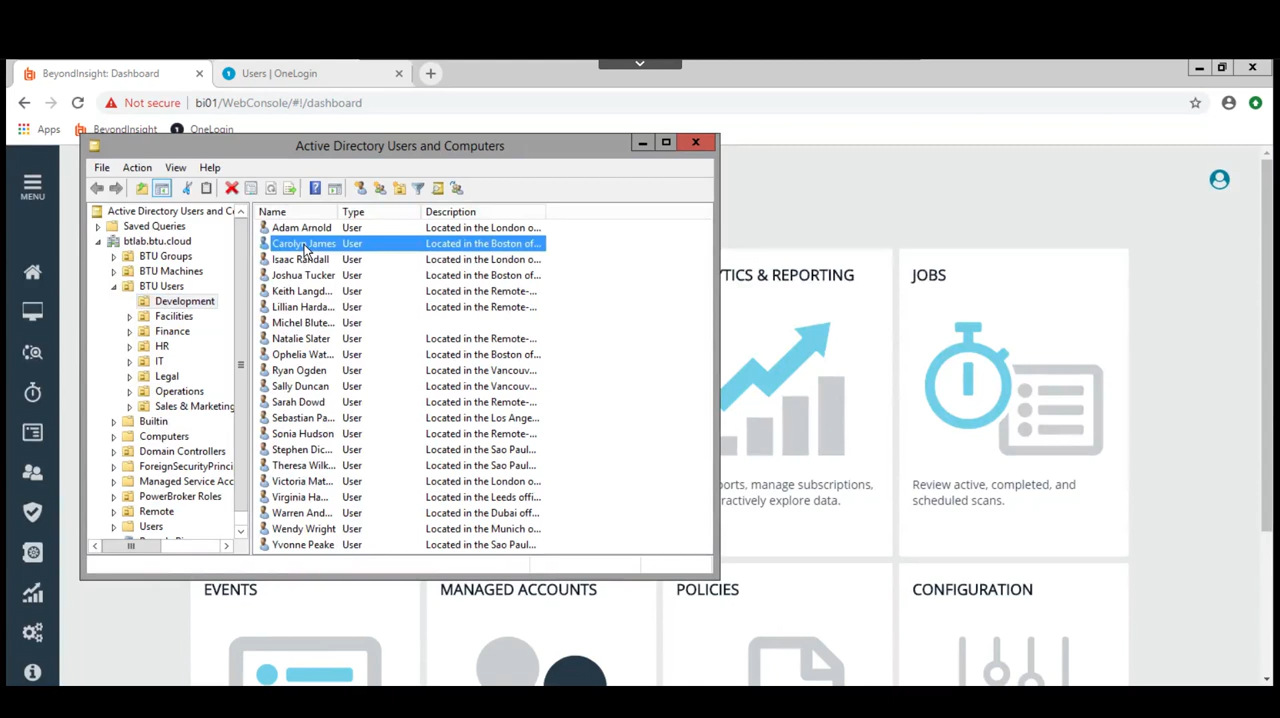 BeyondInsight: Dashboard
Users | OneLogin
Not secure
bi01/WebConsole/#!/dashboard
Apps
BeyondInsight
OneLogin
MENU
Active Directory Users and Computers
File Action View Help
Active Directory Users and C
Saved Queries
btlab.btu.cloud
BTU Groups
BTU Machines
BTU Users
Development
Facilities
Finance
HR
IT
Legal
Operations
Sales & Marketing
Builtin
Computers
Domain Controllers
ForeignSecurityPrinci
Managed Service Acc
PowerBroker Roles
Remote
Users
Name Type Description
Adam Arnold User Located in the London o...
Carolyn James User Located in the Boston of...
Isaac Randall User Located in the London o...
Joshua Tucker User Located in the Boston of...
Keith Langd... User Located in the Remote-...
Lillian Harda... User Located in the Remote-...
Michel Blute... User
Natalie Slater User Located in the Remote-...
Ophelia Wat... User Located in the Boston of...
Ryan Ogden User Located in the Vancouv...
Sally Duncan User Located in the Vancouv...
Sarah Dowd User Located in the Remote-...
Sebastian Pa... User Located in the Los Ange...
Sonia Hudson User Located in the Remote-...
Stephen Dic... User Located in the Sao Paul...
Theresa Wilk... User Located in the Sao Paul...
Victoria Mat... User Located in the London o...
Virginia Ha... User Located in the Leeds offi...
Warren And... User Located in the Dubai off...
Wendy Wright User Located in the Munich o...
Yvonne Peake User Located in the Sao Paul...
YTICS & REPORTING
ports, manage subscriptions,
ractively explore data.
JOBS
Review active, completed, and
scheduled scans.
EVENTS
MANAGED ACCOUNTS
POLICIES
CONFIGURATION